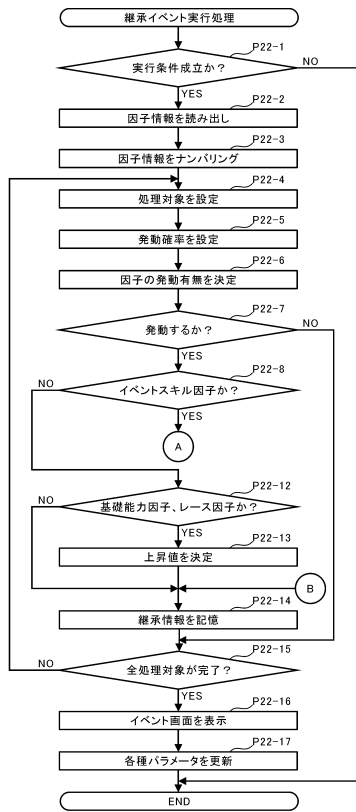 継承イベント実行処理
P22-1
実行条件成立か？
NO
YES
P22-2
因子情報を読み出し
P22-3
因子情報をナンバリング
P22-4
処理対象を設定
P22-5
発動確率を設定
P22-6
因子の発動有無を決定
P22-7
発動するか？
NO
YES
P22-8
NO
イベントスキル因子か？
YES
A
P22-12
NO
基礎能力因子、レース因子か？
YES
P22-13
上昇値を決定
B
P22-14
継承情報を記憶
P22-15
NO
全処理対象が完了？
YES
P22-16
イベント画面を表示
P22-17
各種パラメータを更新
END